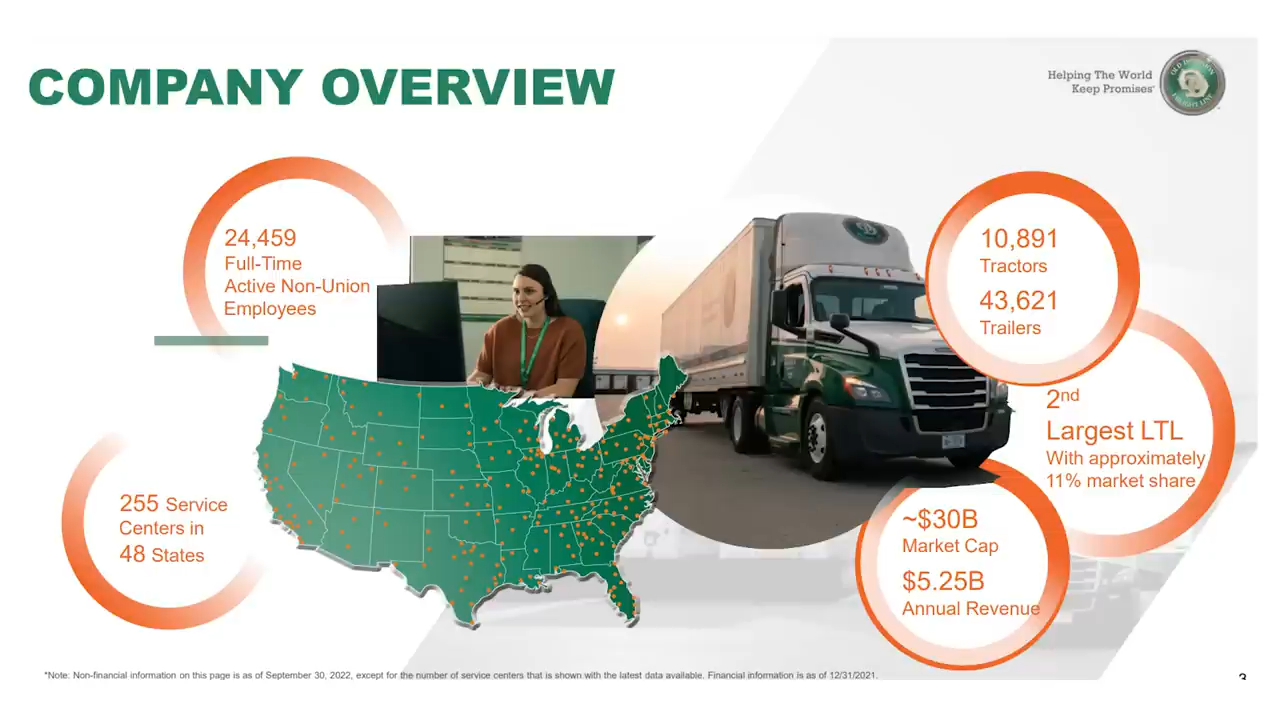 COMPANY OVERVIEW
Helping The World
Keep Promises
OLD DOMINION
FREIGHT LINE
24,459
Full-Time
Active Non-Union
Employees
10,891
Tractors
43,621
Trailers
2nd
Largest LTL
With approximately
11% market share
255 Service
Centers in
48 States
~$30B
Market Cap
$5.25B
Annual Revenue
*Note: Non-financial information on this page is as of September 30, 2022, except for the number of service centers that is shown with the latest data available. Financial information is as of 12/31/2021.
3